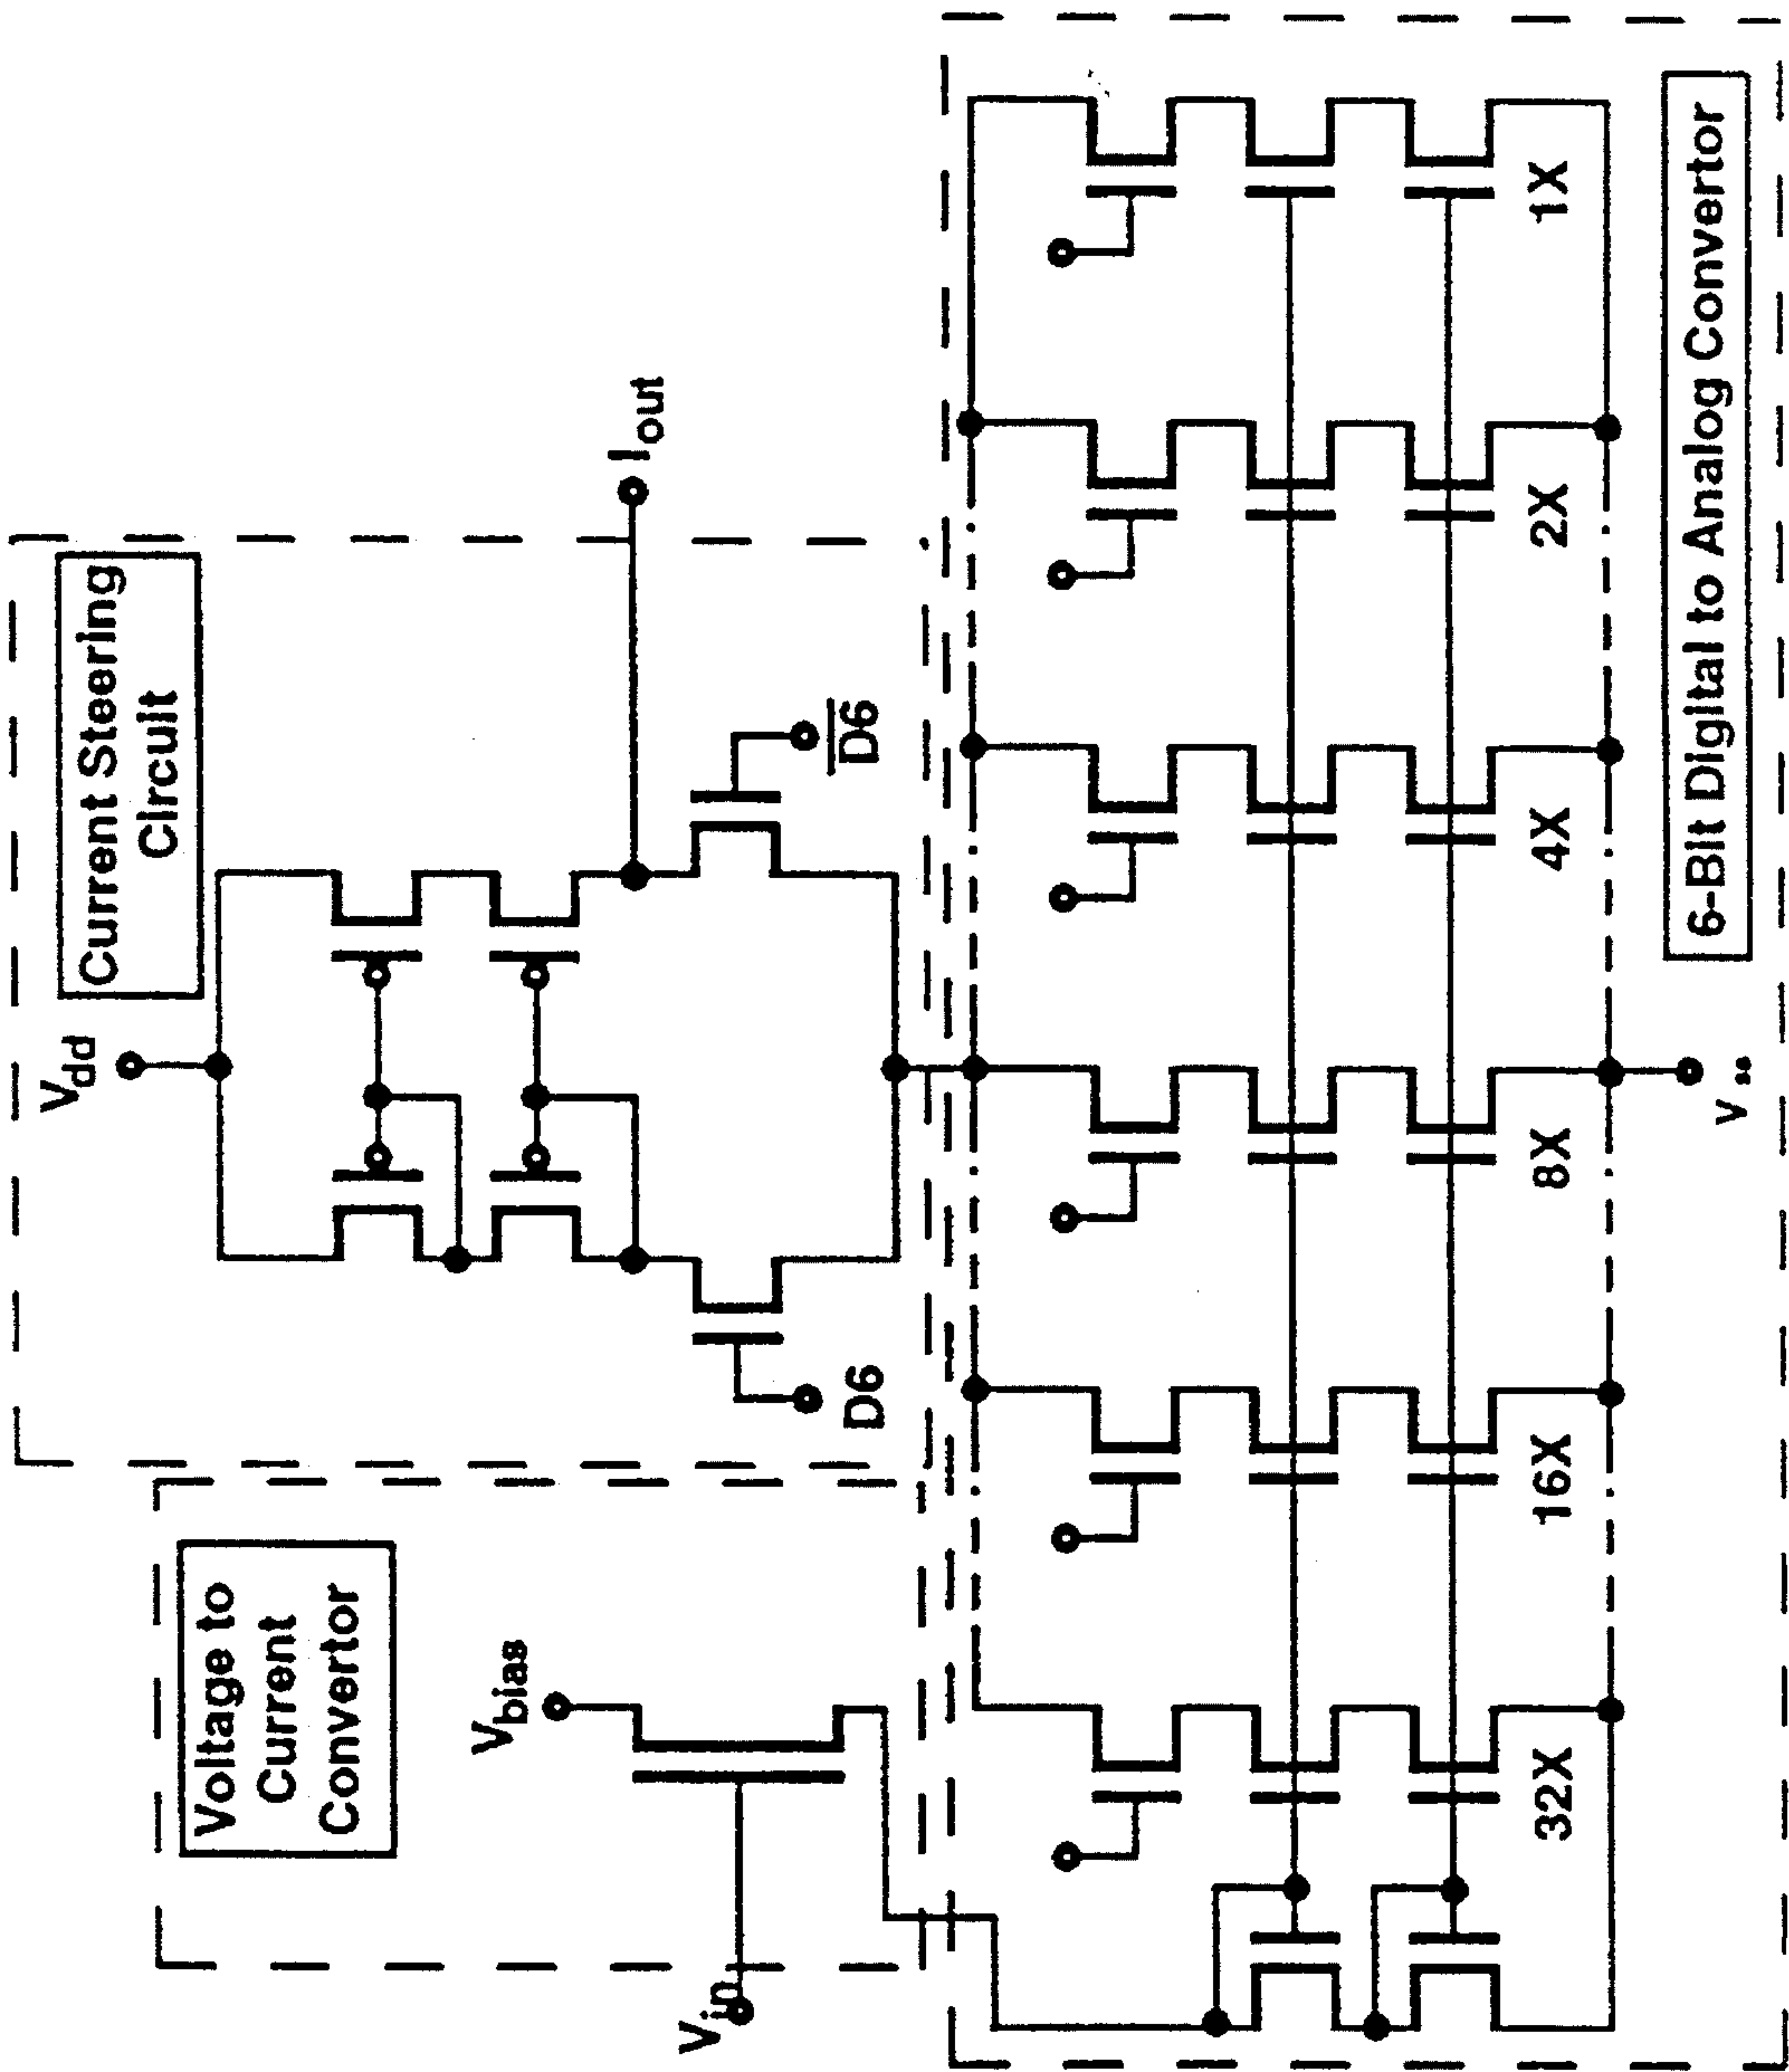 Voltage to
Current
Convertor
Current Steering
Circuit
Vdd
Vbias
Vin
Iout
D6
D6
32X
16X
8X
4X
2X
1X
Vss
6-Bit Digital to Analog Convertor